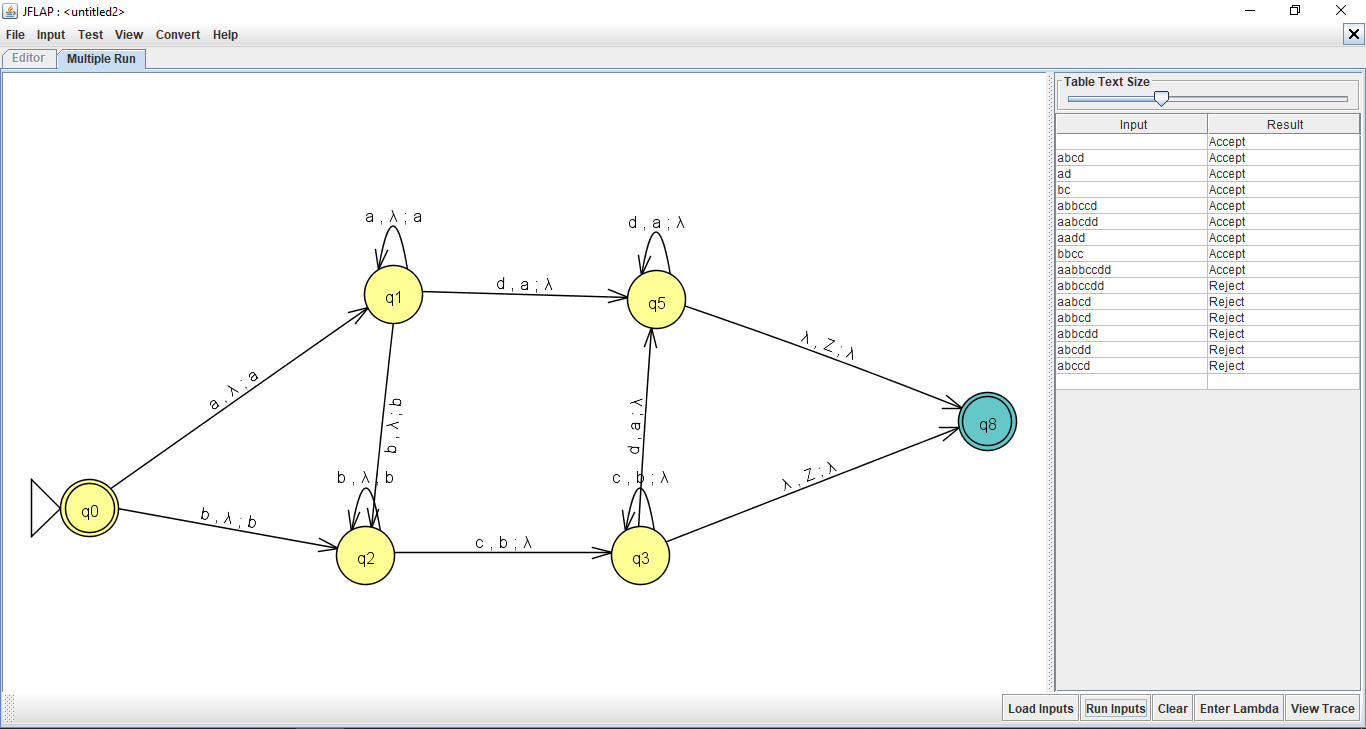 JFLAP : <untitled2>
File Input Test View Convert Help
Editor Multiple Run
Table Text Size
Input Result
Accept
abcd Accept
ad Accept
bc Accept
abbccd Accept
aabcdd Accept
aadd Accept
bbcc Accept
aabbccdd Accept
abbccdd Reject
aabcd Reject
abbcd Reject
abbcdd Reject
abcdd Reject
abccd Reject
a , λ ; a
d , a ; λ
q1
d , a ; λ
q5
λ , Z ; λ
a , λ ; a
b , λ ; b
d , a ; λ
q8
b , λ ; b
c , b ; λ
λ , Z ; λ
q0
b , λ ; b
c , b ; λ
q2
q3
Load Inputs Run Inputs Clear Enter Lambda View Trace